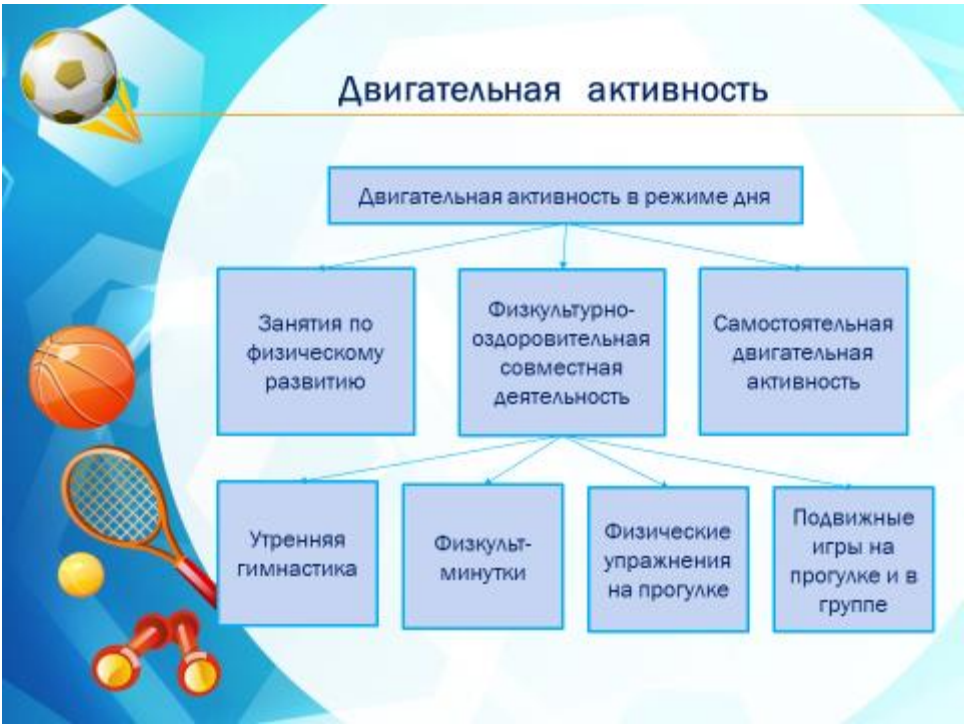 Двигательная активность
Двигательная активность в режиме дня
Занятия по
физическому
развитию
Физкультурно-
оздоровительная
совместная
деятельность
Самостоятельная
двигательная
активность
Утренняя
гимнастика
Физкульт-
минутки
Физические
упражнения
на прогулке
Подвижные
игры на
прогулке и в
группе